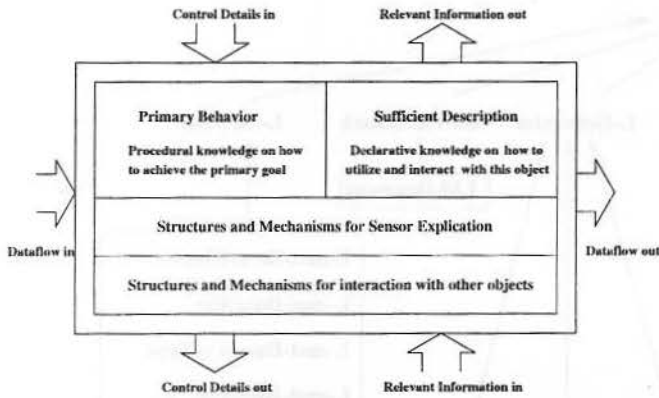 Control Details in
Relevant Information out
Primary Behavior
Procedural knowledge on how
to achieve the primary goal
Sufficient Description
Declarative knowledge on how to
utilize and interact with this object
Dataflow in
Dataflow out
Structures and Mechanisms for Sensor Explication
Structures and Mechanisms for interaction with other objects
Control Details out
Relevant Information in